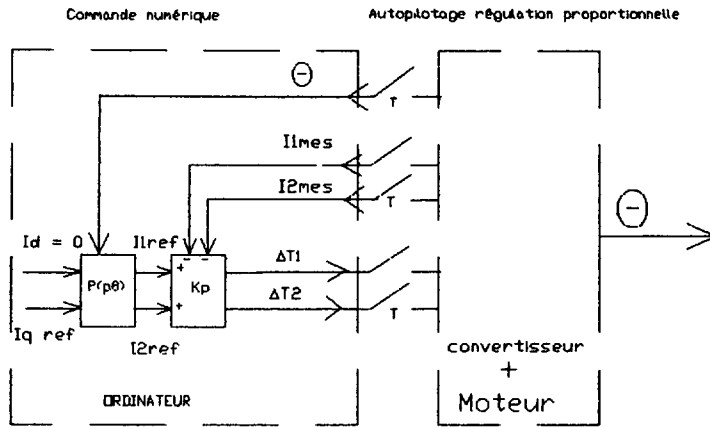 Commande numérique
Autopilotage régulation proportionnelle
Θ
T
I1mes
I2mes
T
Θ
Id = 0
I1ref
ΔT1
P(pθ)
+ - -
Kp
+
ΔT2
T
Iq ref
I2ref
convertisseur
+
Moteur
ORDINATEUR